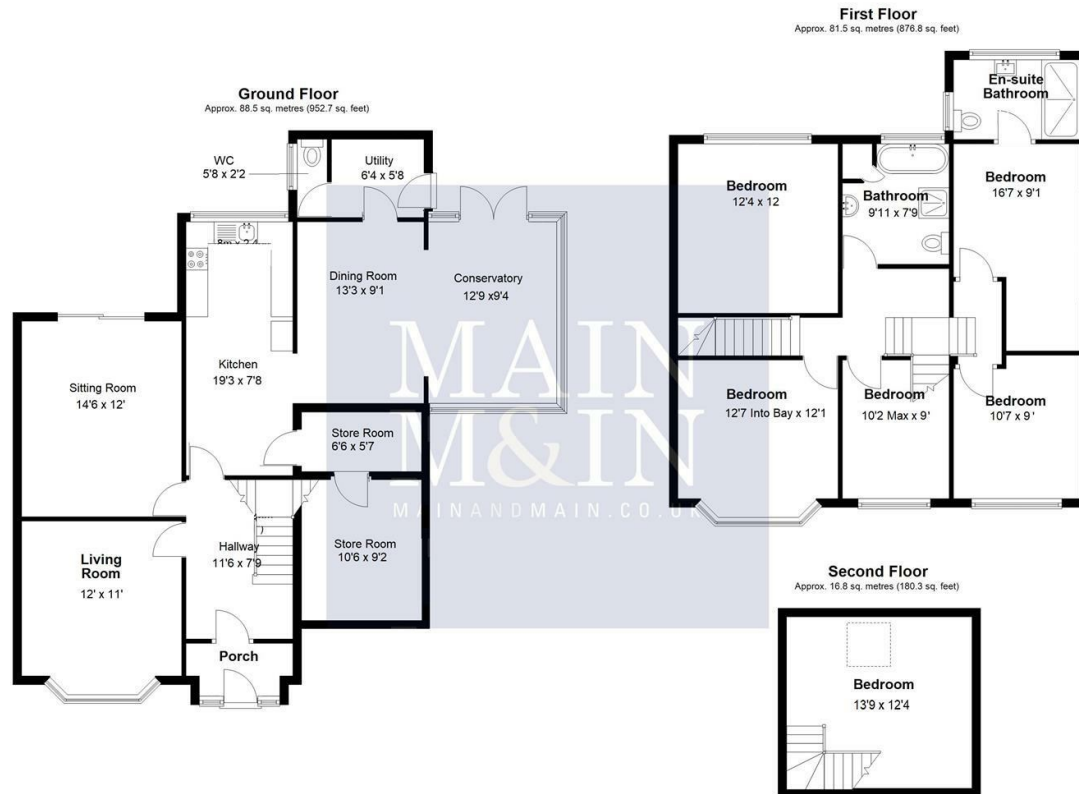 First Floor
Approx. 81.5 sq. metres (876.8 sq. feet)
Ground Floor
Approx. 88.5 sq. metres (952.7 sq. feet)
En-suite
Bathroom
WC
5'8 x 2'2
Utility
6'4 x 5'8
Bedroom
12'4 x 12
Bathroom
9'11 x 7'9
Bedroom
16'7 x 9'1
Dining Room
13'3 x 9'1
Conservatory
12'9 x9'4
Kitchen
19'3 x 7'8
Sitting Room
14'6 x 12'
MAIN
M&IN
MAINANDMAIN.CO.UK
Store Room
6'6 x 5'7
Bedroom
12'7 Into Bay x 12'1
Bedroom
10'2 Max x 9'
Bedroom
10'7 x 9'
Hallway
11'6 x 7'9
Store Room
10'6 x 9'2
Living
Room
12' x 11'
Porch
Second Floor
Approx. 16.8 sq. metres (180.3 sq. feet)
Bedroom
13'9 x 12'4